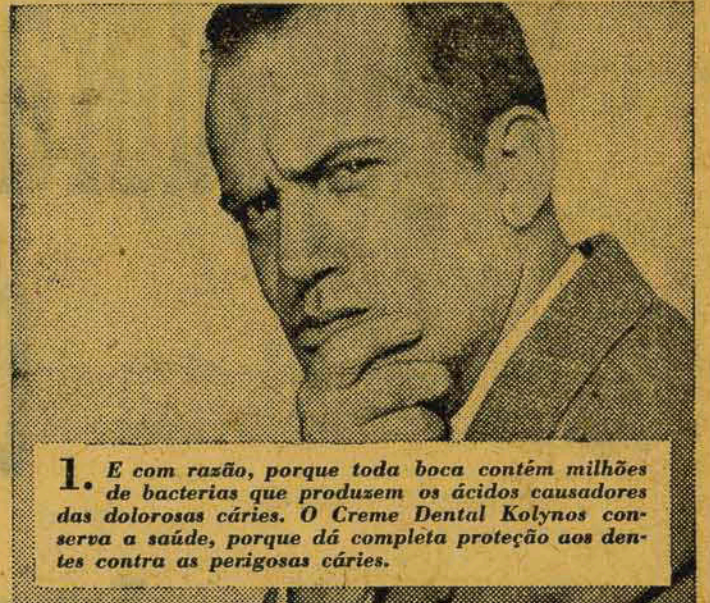 1. E com razão, porque toda boca contém milhões
de bacterias que produzem os ácidos causadores
das dolorosas cáries. O Creme Dental Kolynos con-
serva a saúde, porque dá completa proteção aos den-
tes contra as perigosas cáries.